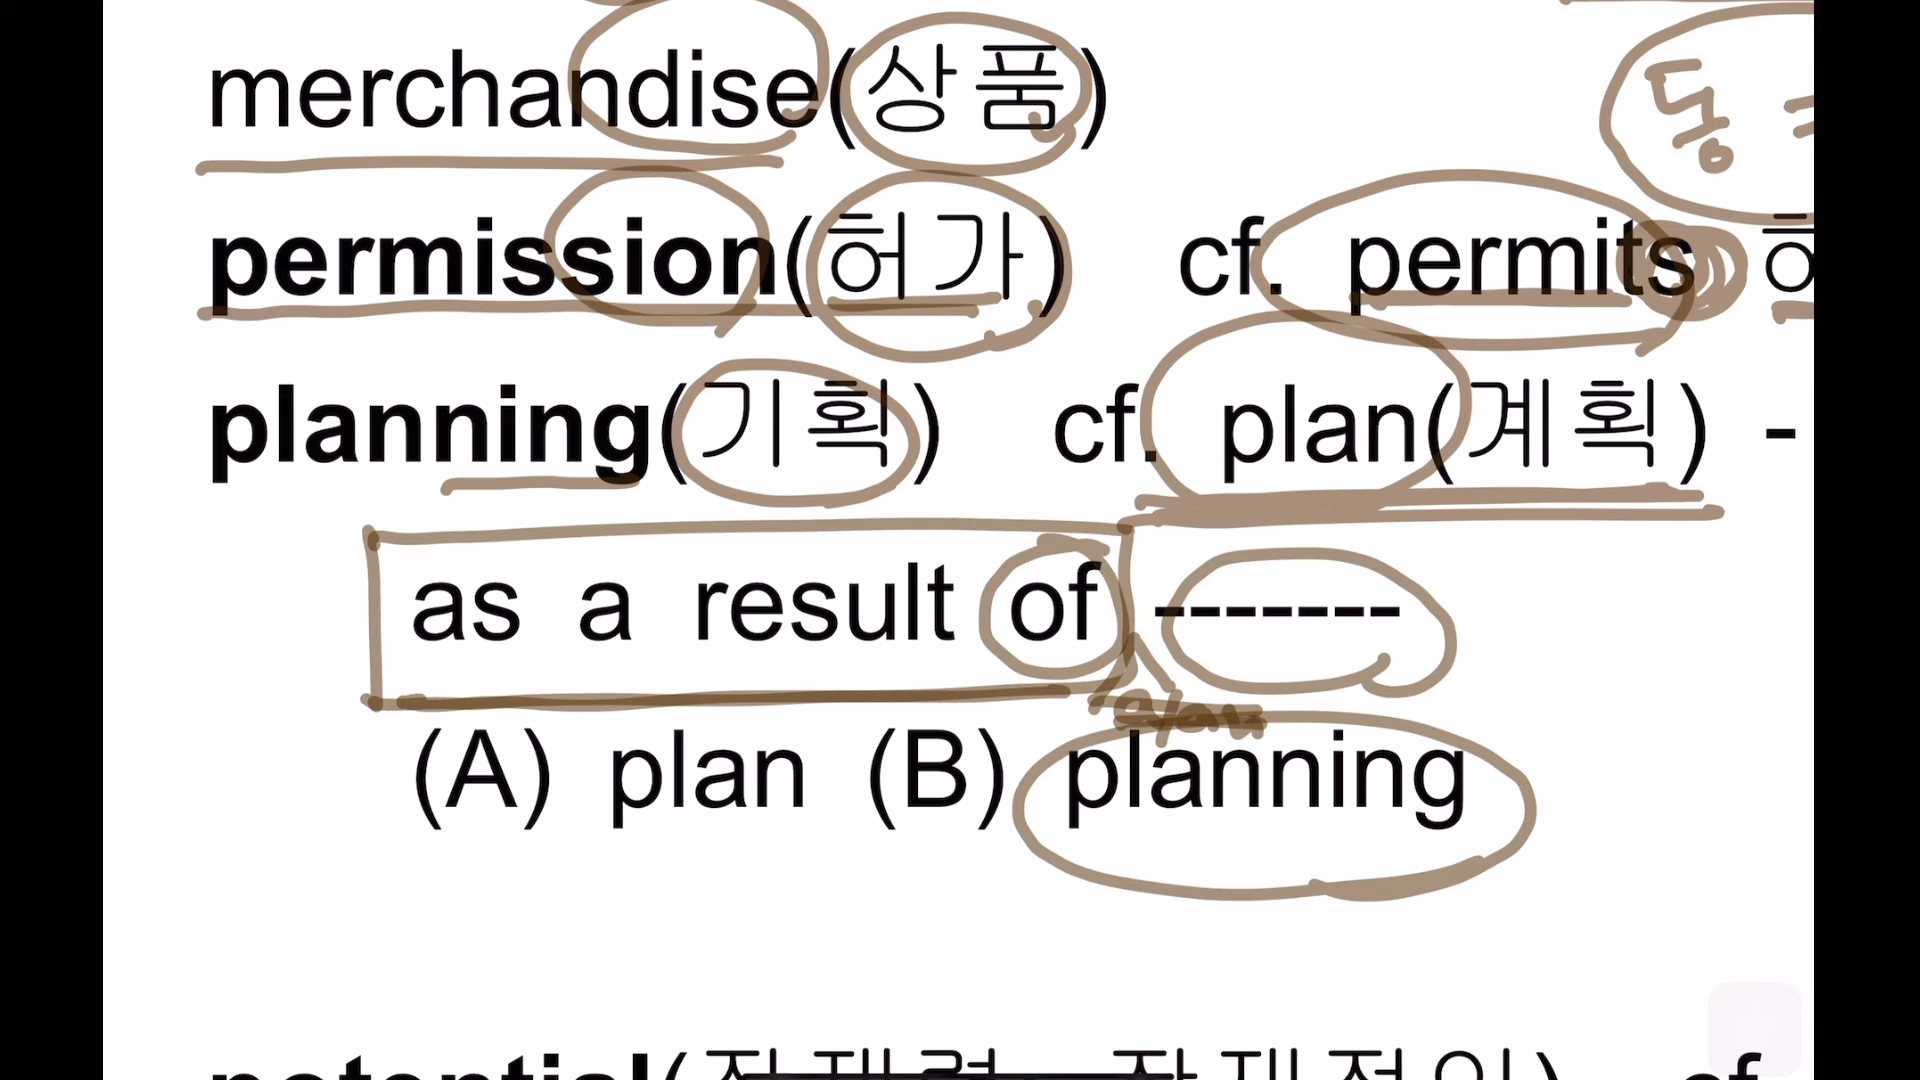 merchandise(상품)
permission(허가) cf. permits
planning(기획) cf. plan(계획) -
as a result of -------
(A) plan (B) planning